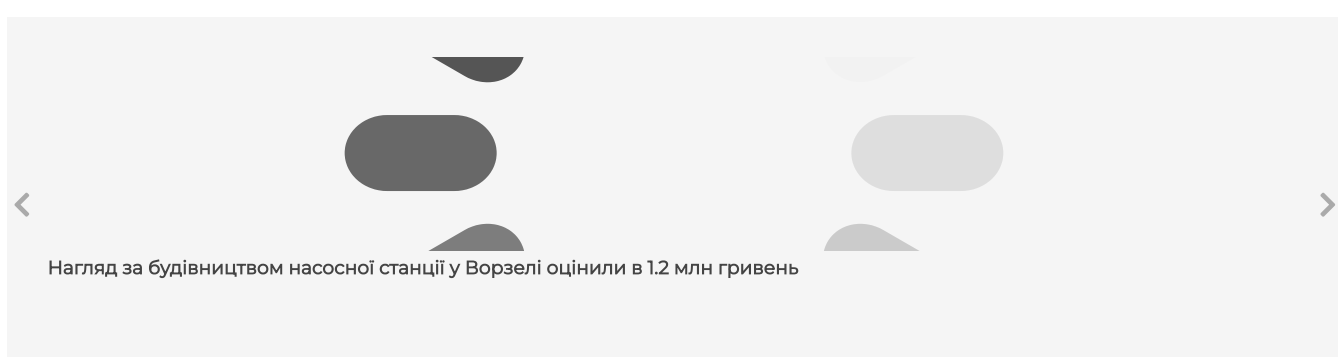 Нагляд за будівництвом насосної станції у Ворзелі оцінили в 1.2 млн гривень